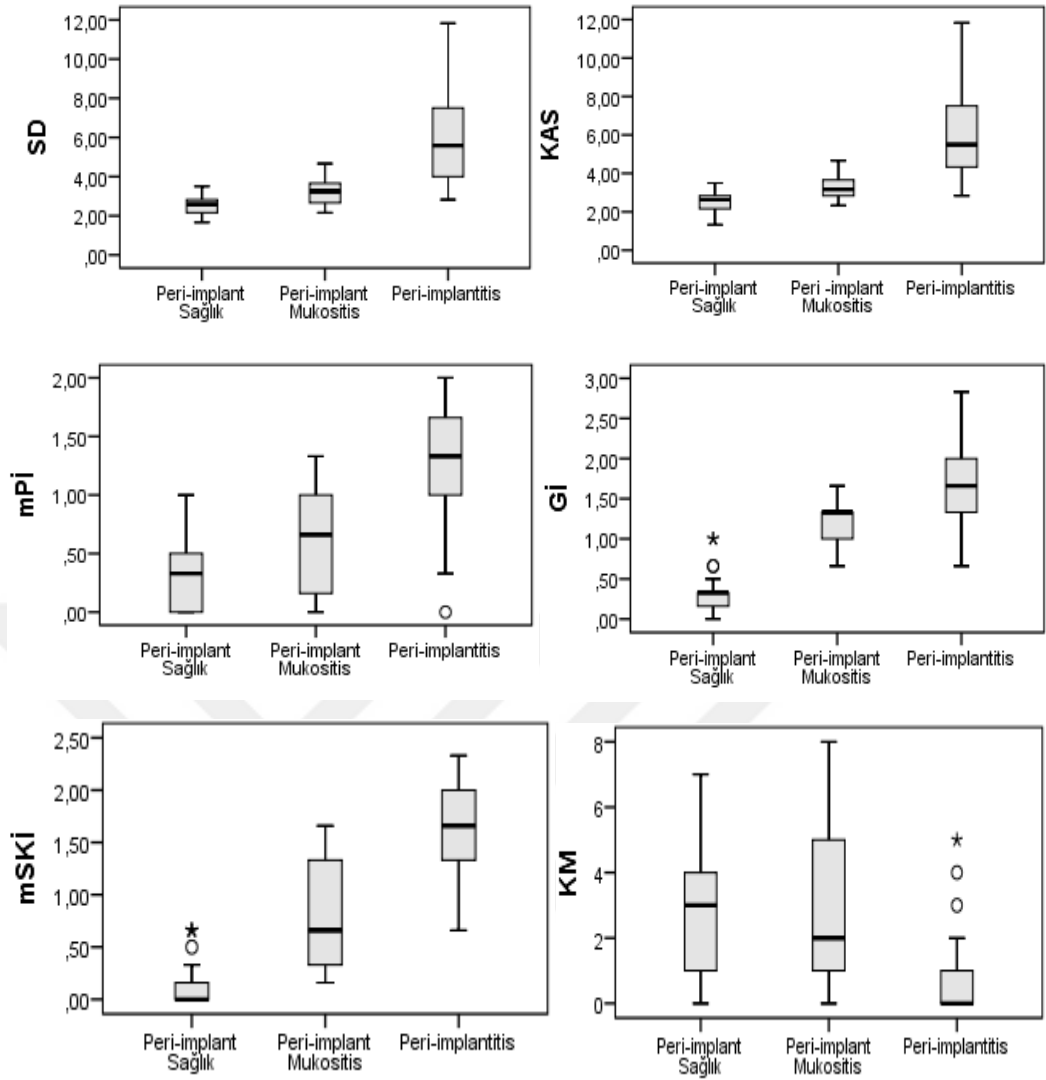 SD
12,00
10,00
8,00
6,00
4,00
2,00
,00
Peri-implant
Sağlık
Peri-implant
Mukositis
Peri-implantitis
KAS
12,00
10,00
8,00
6,00
4,00
2,00
,00
Peri-implant
Sağlık
Peri -implant
Mukositis
Peri-implantitis
mPİ
2,00
1,50
1,00
,50
,00
Peri-implant
Sağlık
Peri-implant
Mukositis
Peri-implantitis
Gİ
3,00
2,50
2,00
1,50
1,00
,50
,00
Peri-implant
Sağlık
Peri-implant
Mukositis
Peri-implantitis
mSKİ
2,50
2,00
1,50
1,00
,50
,00
Peri-implant
Sağlık
Peri-implant
Mukositis
Peri-implantitis
KM
8
6
4
2
0
Peri-implant
Sağlık
Peri-implant
Mukositis
Peri-implantitis